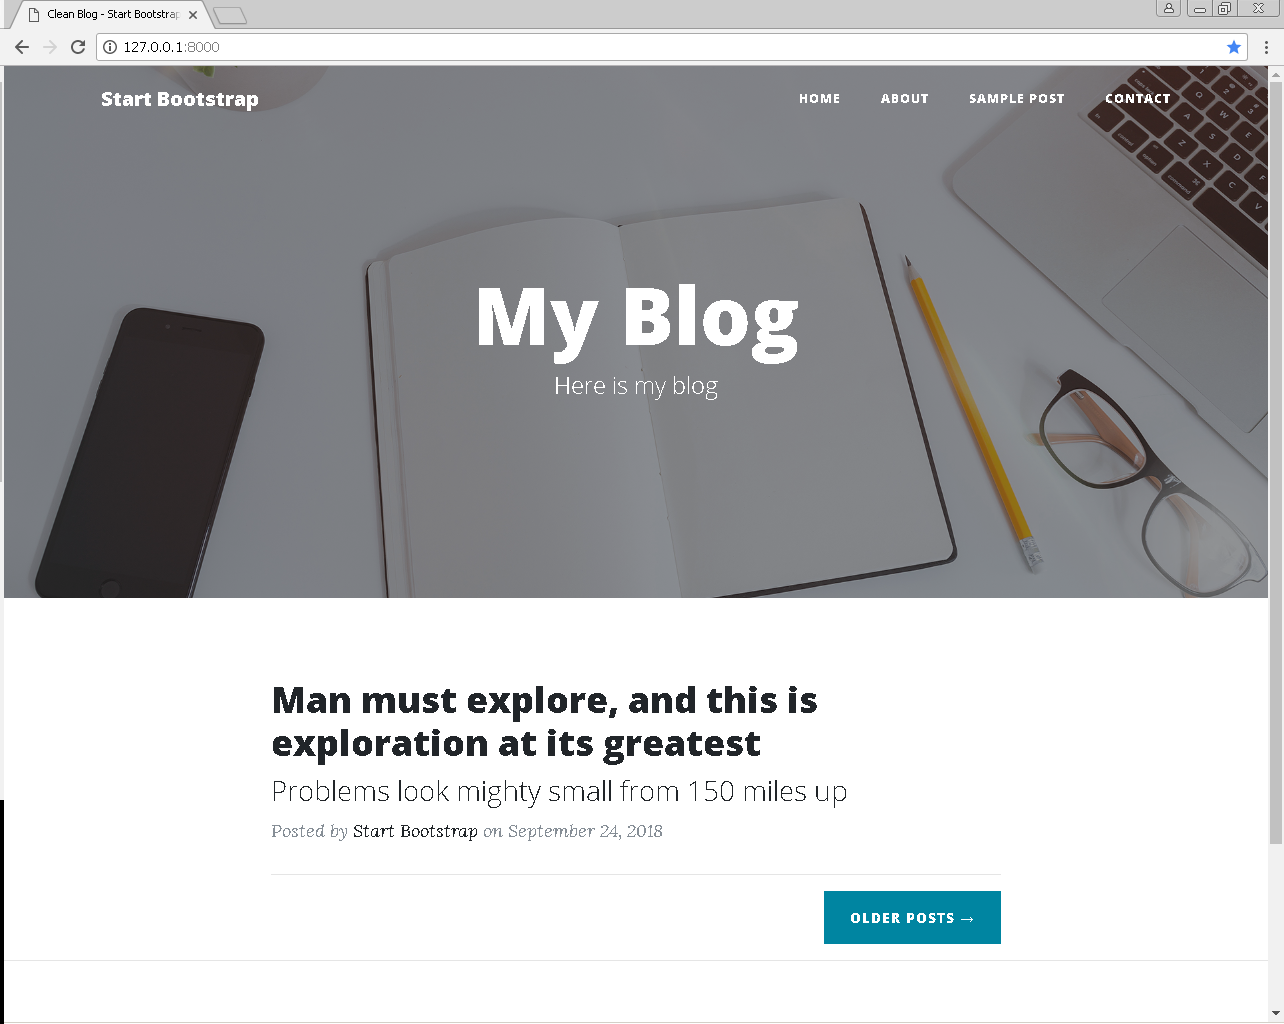 Clean Blog - Start Bootstrap
127.0.0.1:8000
Start Bootstrap
HOME ABOUT SAMPLE POST CONTACT
My Blog
Here is my blog
Man must explore, and this is
exploration at its greatest
Problems look mighty small from 150 miles up
Posted by Start Bootstrap on September 24, 2018
OLDER POSTS →